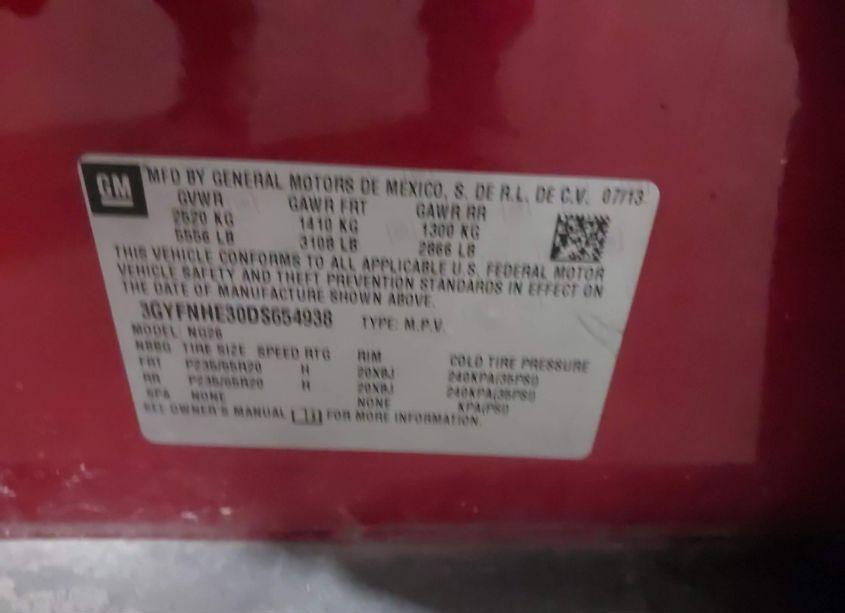 GM
MFD BY GENERAL MOTORS DE MEXICO, S. DE R.L. DE C.V. 07/13
GVWR GAWR FRT GAWR RR
2520 KG 1410 KG 1300 KG
5556 LB 3108 LB 2866 LB
THIS VEHICLE CONFORMS TO ALL APPLICABLE U.S. FEDERAL MOTOR
VEHICLE SAFETY AND THEFT PREVENTION STANDARDS IN EFFECT ON
THE DATE OF MANUFACTURE SHOWN ABOVE.
3GYFNHE30DS654938 TYPE: M.P.V.
MODEL: NG26
TIRE SIZE SPEED RTG RIM COLD TIRE PRESSURE
FRT P235/55R20 H 20X8J 240KPA(35PSI)
RR P235/55R20 H 20X8J 240KPA(35PSI)
SPA NONE NONE KPA(PSI)
SEE OWNER'S MANUAL FOR MORE INFORMATION.